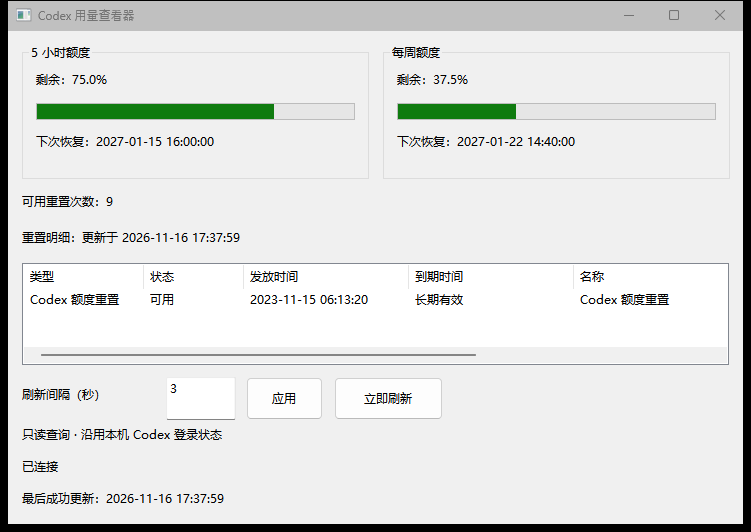 Codex 用量查看器
5 小时额度
剩余：75.0%
下次恢复：2027-01-15 16:00:00
每周额度
剩余：37.5%
下次恢复：2027-01-22 14:40:00
可用重置次数：9
重置明细：更新于 2026-11-16 17:37:59
类型 状态 发放时间 到期时间 名称
Codex 额度重置 可用 2023-11-15 06:13:20 长期有效 Codex 额度重置
刷新间隔（秒） 3 应用 立即刷新
只读查询 · 沿用本机 Codex 登录状态
已连接
最后成功更新：2026-11-16 17:37:59